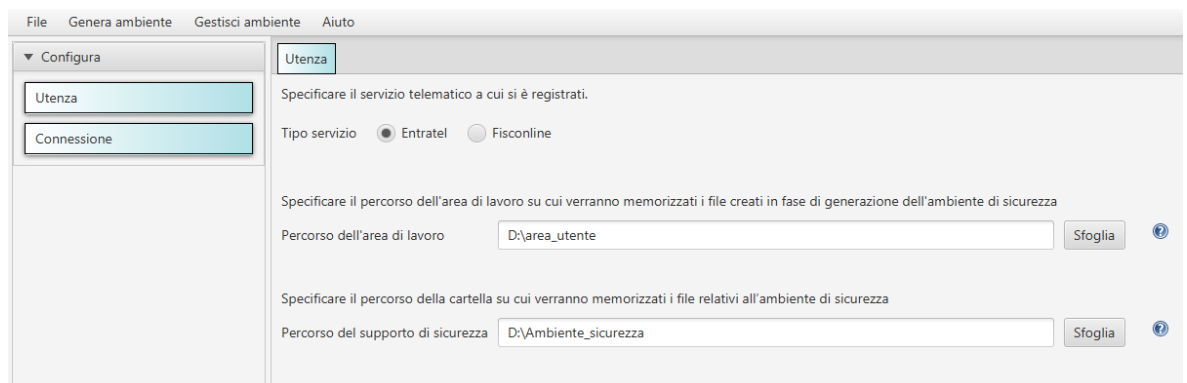 File Genera ambiente Gestisci ambiente Aiuto
Configura
Utenza
Connessione
Utenza
Specificare il servizio telematico a cui si è registrati.
Tipo servizio Entratel Fisconline
Specificare il percorso dell'area di lavoro su cui verranno memorizzati i file creati in fase di generazione dell'ambiente di sicurezza
Percorso dell'area di lavoro D:\area_utente Sfoglia ?
Specificare il percorso della cartella su cui verranno memorizzati i file relativi all'ambiente di sicurezza
Percorso del supporto di sicurezza D:\Ambiente_sicurezza Sfoglia ?